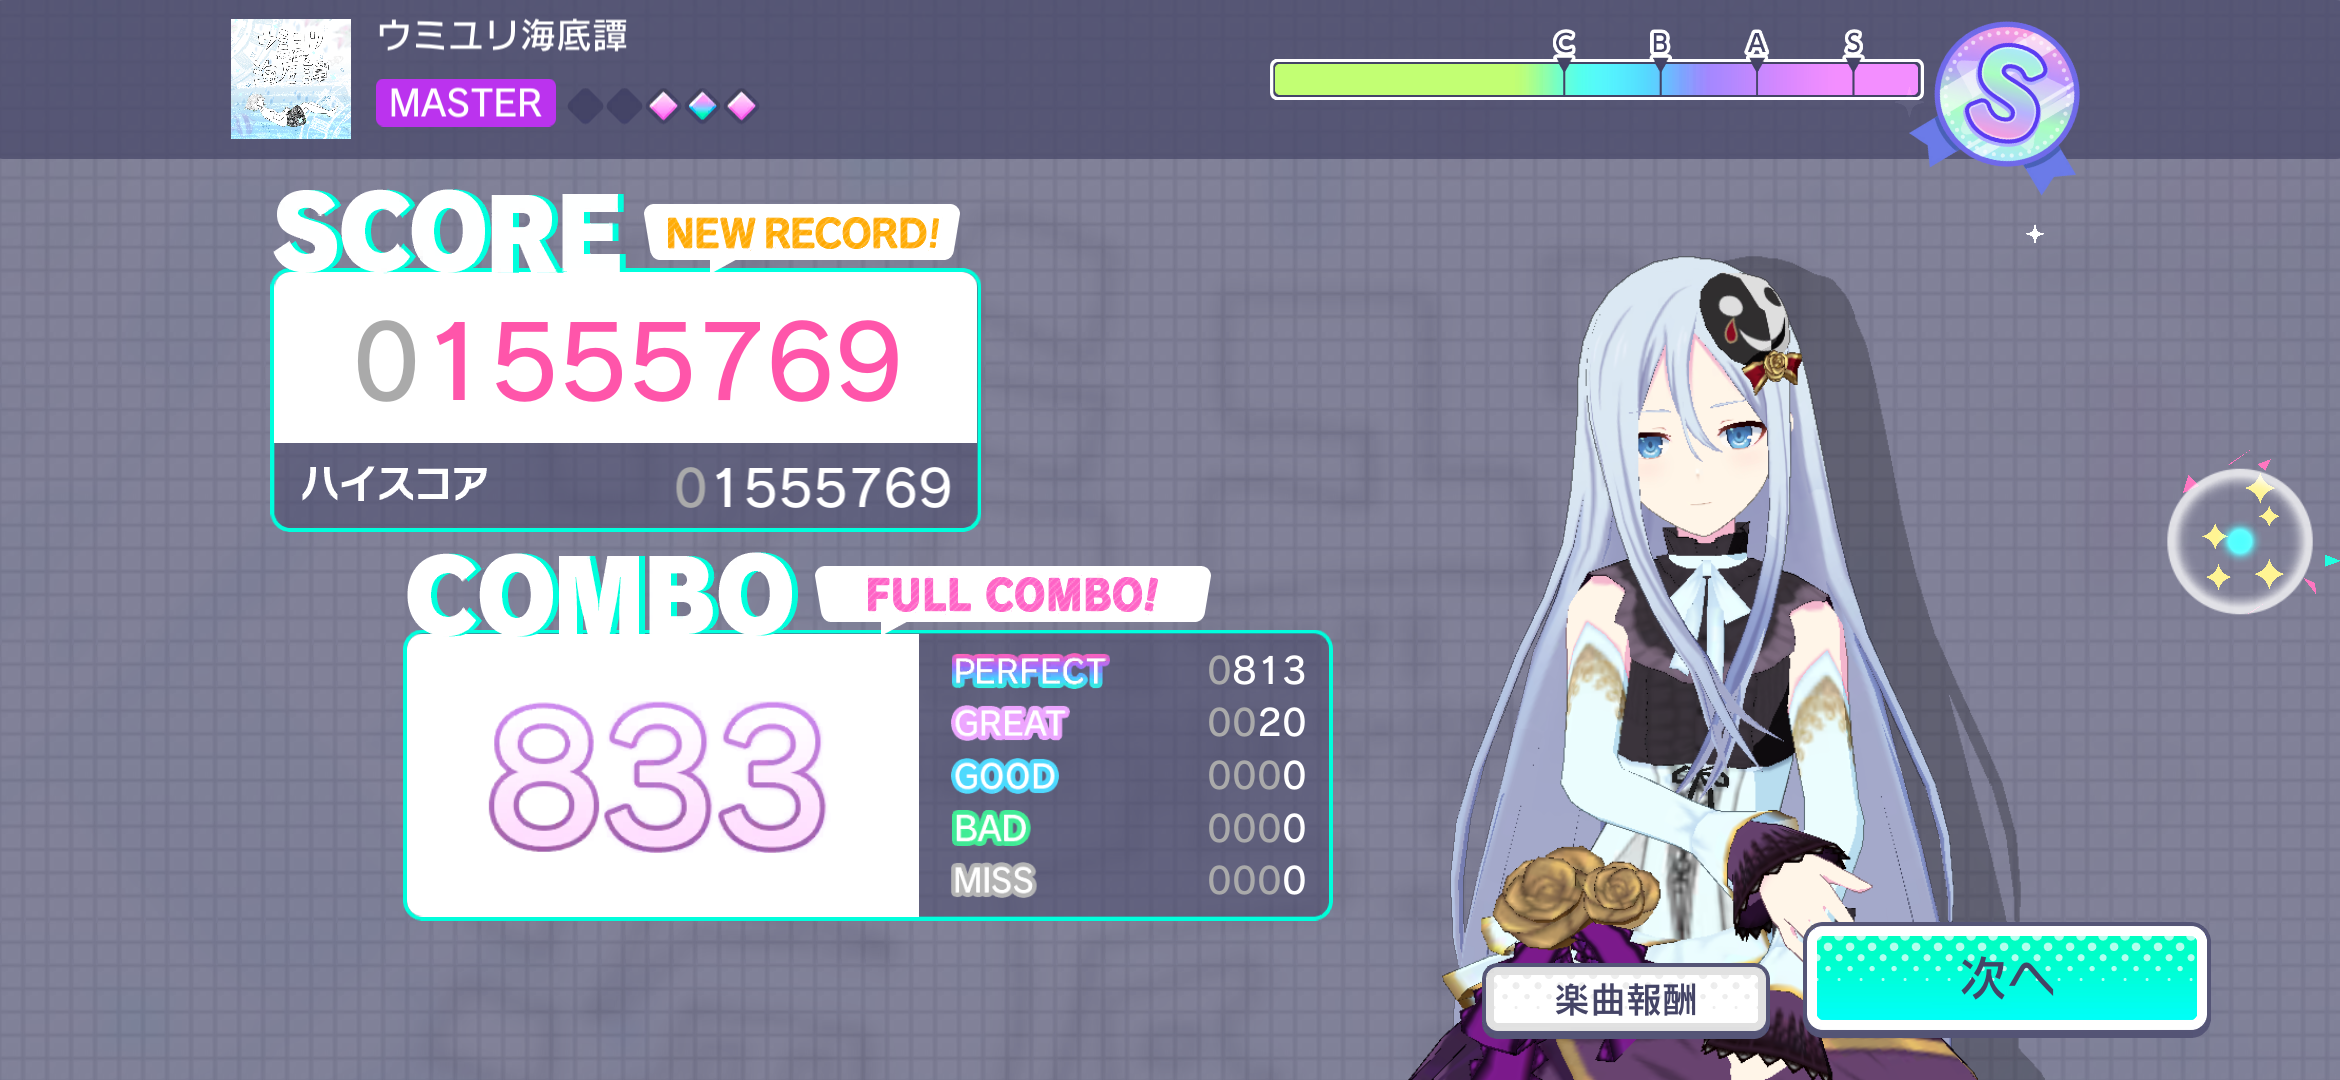 ウミユリ海底譚
MASTER
C B A S
S
SCORE NEW RECORD!
01555769
ハイスコア 01555769
COMBO FULL COMBO!
833
PERFECT 0813
GREAT 0020
GOOD 0000
BAD 0000
MISS 0000
楽曲報酬
次へ